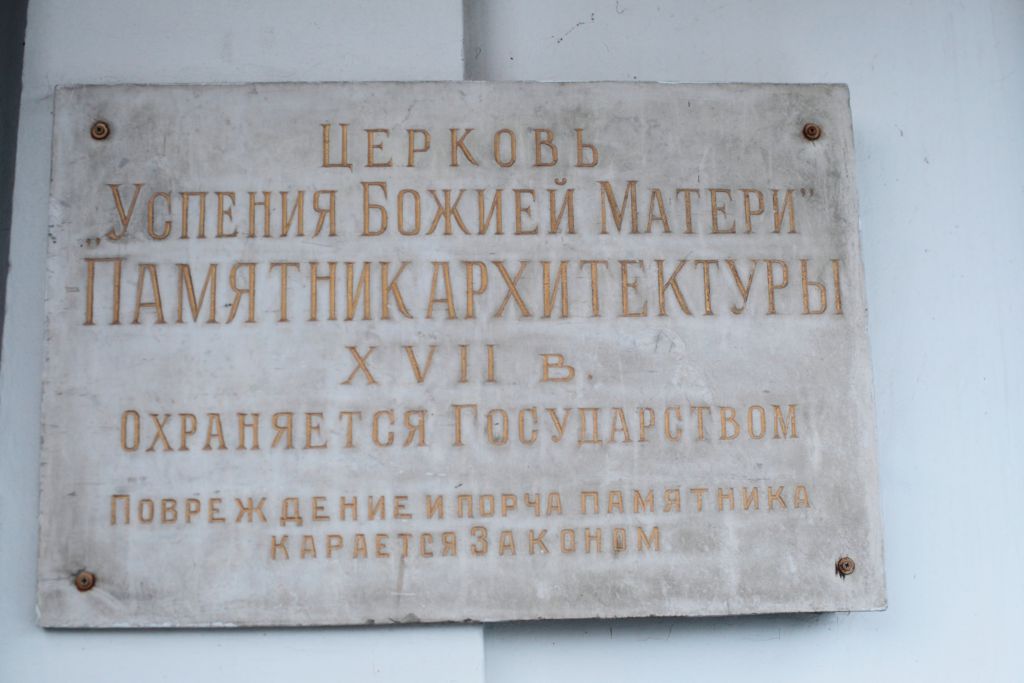 Церковь
„Успения Божией Матери”
Памятник архитектуры
XVII в.
Охраняется Государством
Повреждение и порча памятника
карается Законом